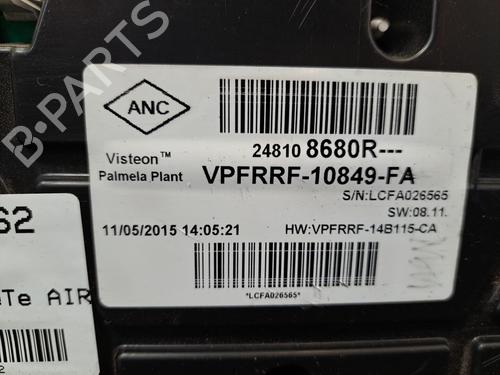 ANC
24810 8680R---
Visteon™
Palmela Plant
VPFRRF-10849-FA
S/N:LCFA026565
SW:08.11.
11/05/2015 14:05:21
HW:VPFRRF-14B115-CA
*LCFA026565*
62
Te AIR
2
B-PARTS